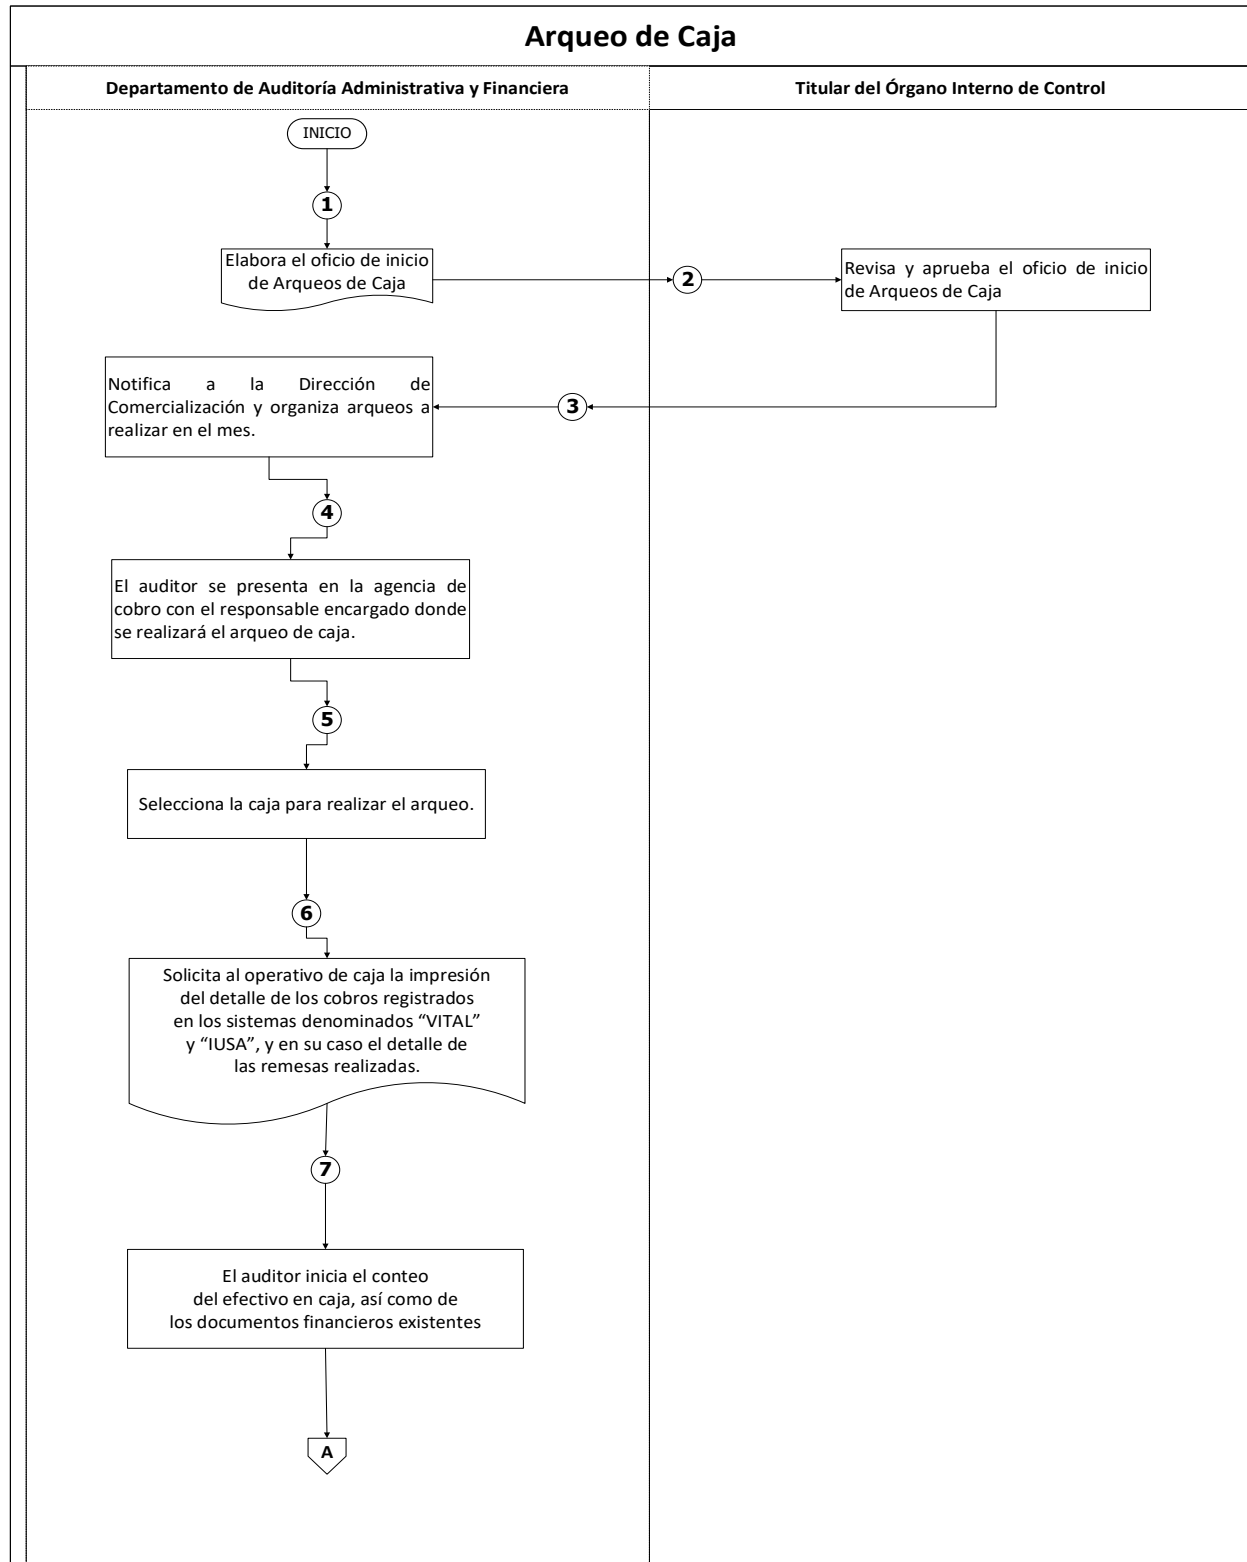 Arqueo de Caja
Departamento de Auditoría Administrativa y Financiera
Titular del Órgano Interno de Control
INICIO
1
Elabora el oficio de inicio
de Arqueos de Caja
2
Revisa y aprueba el oficio de inicio
de Arqueos de Caja
3
Notifica a la Dirección de
Comercialización y organiza arqueos a
realizar en el mes.
4
El auditor se presenta en la agencia de
cobro con el responsable encargado donde
se realizará el arqueo de caja.
5
Selecciona la caja para realizar el arqueo.
6
Solicita al operativo de caja la impresión
del detalle de los cobros registrados
en los sistemas denominados “VITAL”
y “IUSA”, y en su caso el detalle de
las remesas realizadas.
7
El auditor inicia el conteo
del efectivo en caja, así como de
los documentos financieros existentes
A